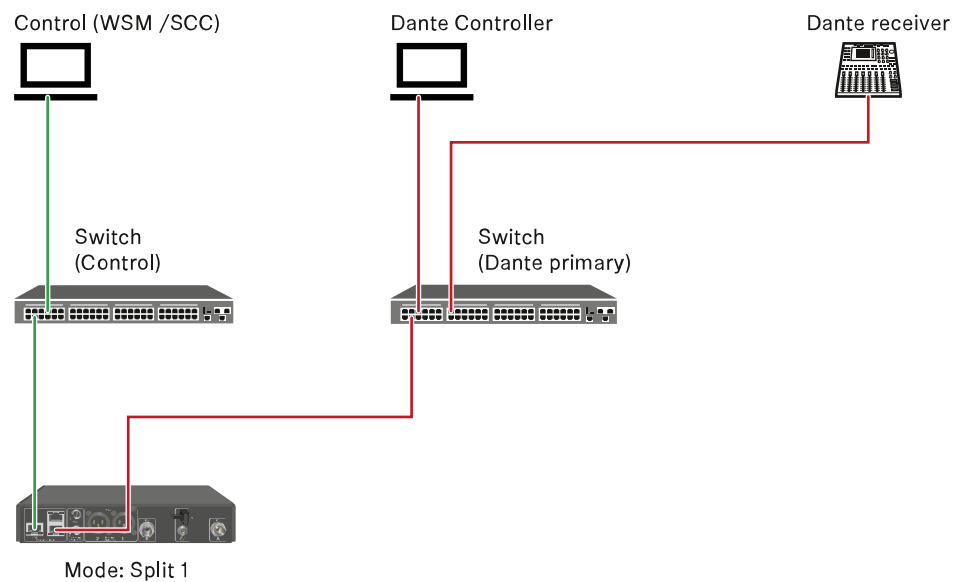 Control (WSM /SCC)
Dante Controller
Dante receiver
Switch
(Control)
Switch
(Dante primary)
Mode: Split 1